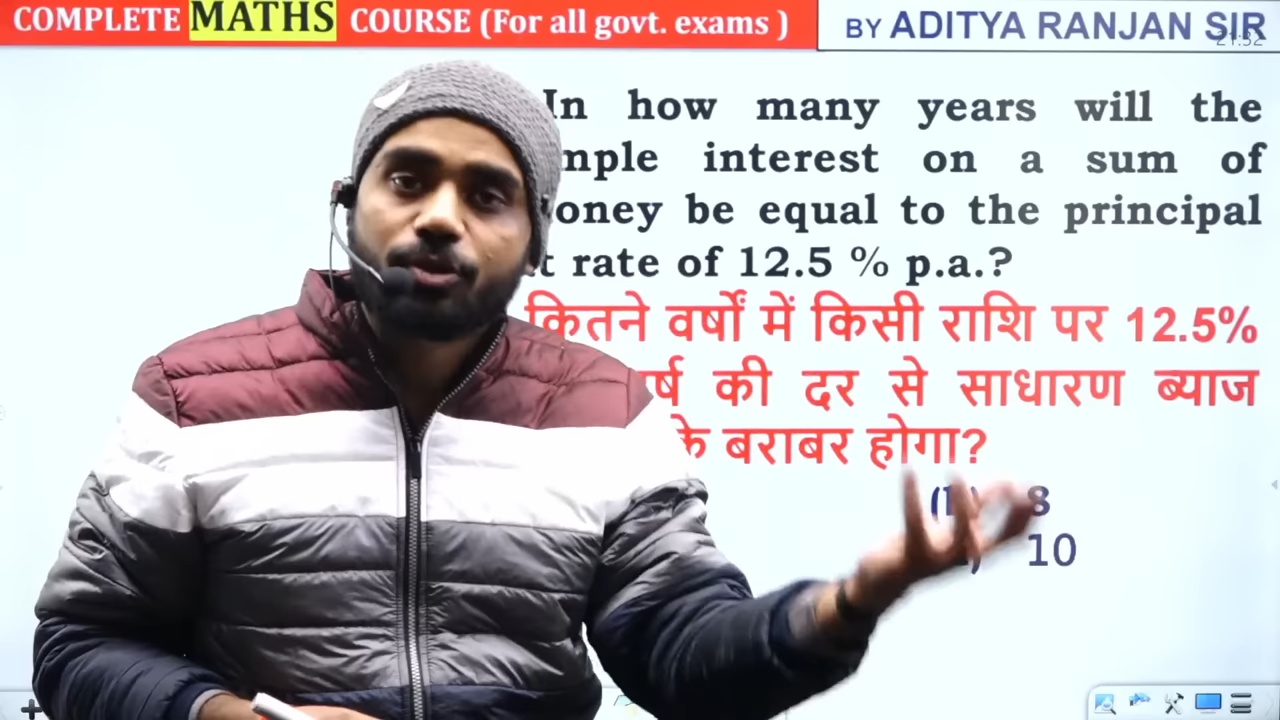 COMPLETE MATHS COURSE (For all govt. exams )
BY ADITYA RANJAN SIR
21:32
In how many years will the
interest on a sum of
be equal to the principal
rate of 12.5 % p.a.?
कितने वर्षों में किसी राशि पर 12.5%
की दर से साधारण ब्याज
के बराबर होगा?
8
10